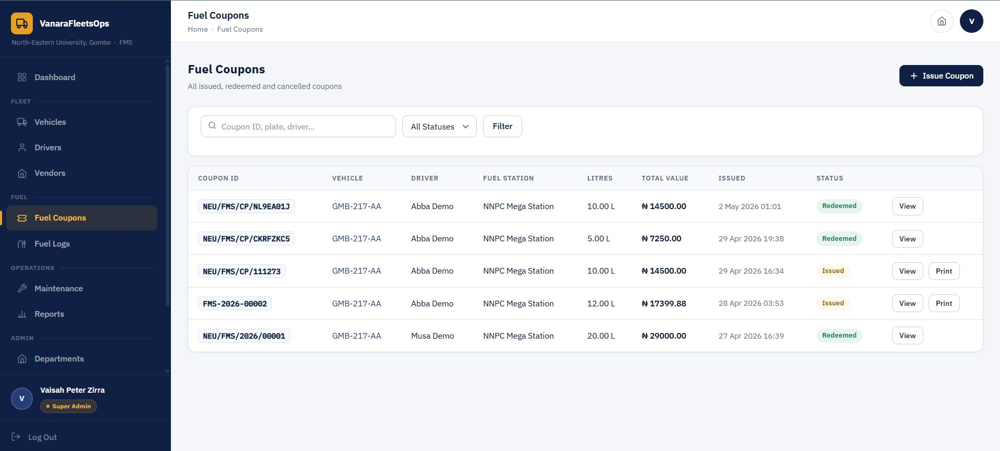 VanaraFleetsOps
North-Eastern University, Gombe · FMS
Dashboard
FLEET
Vehicles
Drivers
Vendors
FUEL
Fuel Coupons
Fuel Logs
OPERATIONS
Maintenance
Reports
ADMIN
Departments
V
Vaisah Peter Zirra
Super Admin
Log Out
Fuel Coupons
Home › Fuel Coupons
V
Fuel Coupons
All issued, redeemed and cancelled coupons
+ Issue Coupon
Coupon ID, plate, driver... All Statuses Filter
COUPON ID VEHICLE DRIVER FUEL STATION LITRES TOTAL VALUE ISSUED STATUS
NEU/FMS/CP/NL9EA01J GMB-217-AA Abba Demo NNPC Mega Station 10.00 L ₦ 14500.00 2 May 2026 01:01 Redeemed View
NEU/FMS/CP/CKRFZKC5 GMB-217-AA Abba Demo NNPC Mega Station 5.00 L ₦ 7250.00 29 Apr 2026 19:38 Redeemed View
NEU/FMS/CP/111273 GMB-217-AA Abba Demo NNPC Mega Station 10.00 L ₦ 14500.00 29 Apr 2026 16:34 Issued View Print
FMS-2026-00002 GMB-217-AA Abba Demo NNPC Mega Station 12.00 L ₦ 17399.88 28 Apr 2026 03:53 Issued View Print
NEU/FMS/2026/00001 GMB-217-AA Musa Demo NNPC Mega Station 20.00 L ₦ 29000.00 27 Apr 2026 16:39 Redeemed View